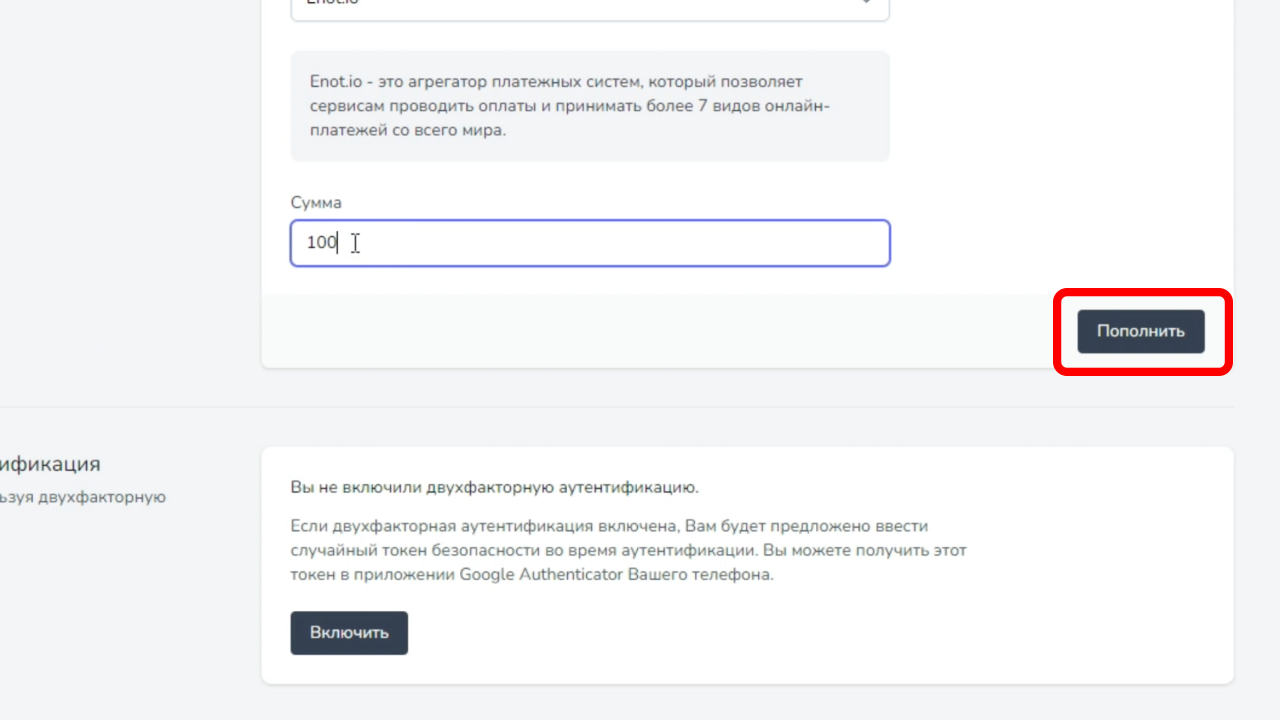 Enot.io
Enot.io - это агрегатор платежных систем, который позволяет
сервисам проводить оплаты и принимать более 7 видов онлайн-
платежей со всего мира.
Сумма
100
Пополнить
ификация
ьзуя двухфакторную
Вы не включили двухфакторную аутентификацию.
Если двухфакторная аутентификация включена, Вам будет предложено ввести
случайный токен безопасности во время аутентификации. Вы можете получить этот
токен в приложении Google Authenticator Вашего телефона.
Включить